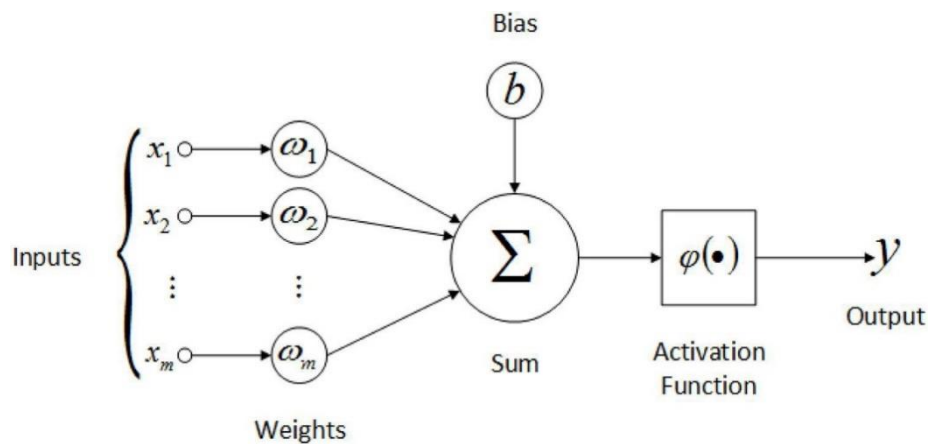 Bias
b
x₁ ω₁
x₂ ω₂
Inputs
⋮ ⋮
Σ
φ(•)
y
Output
xₘ ωₘ
Sum
Activation
Function
Weights